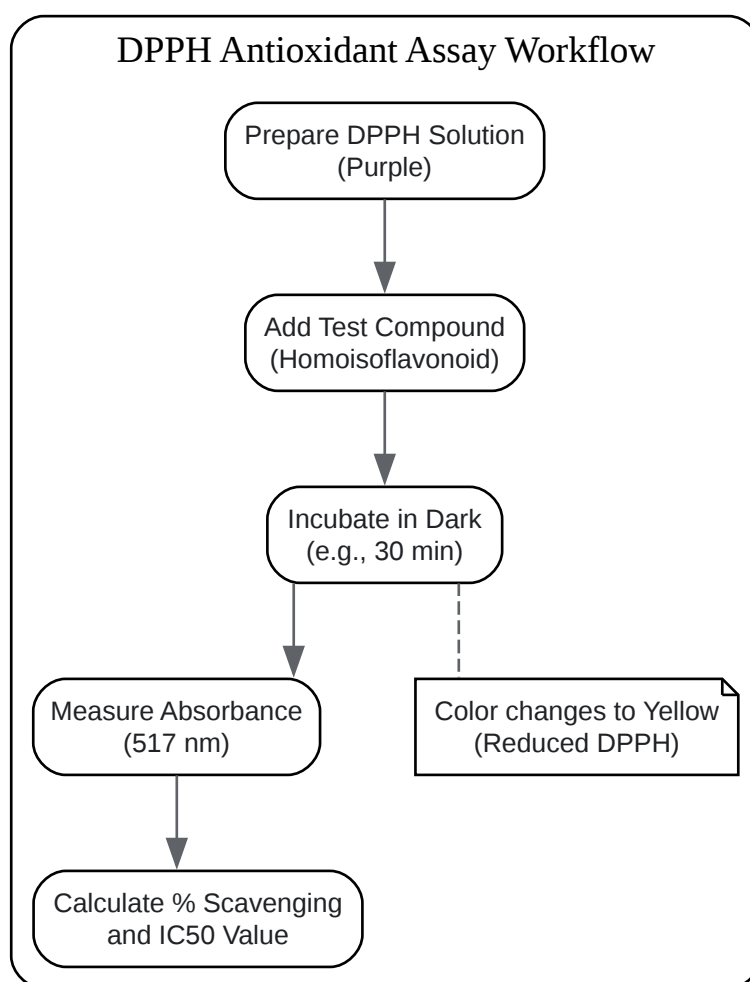 DPPH Antioxidant Assay Workflow
Prepare DPPH Solution
(Purple)
Add Test Compound
(Homoisoflavonoid)
Incubate in Dark
(e.g., 30 min)
Measure Absorbance
(517 nm)
Color changes to Yellow
(Reduced DPPH)
Calculate % Scavenging
and IC50 Value